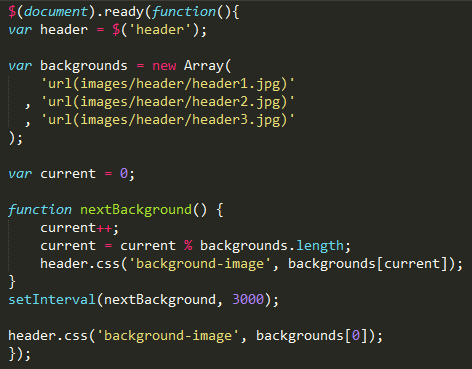 $(document).ready(function(){
var header = $('header');

var backgrounds = new Array(
    'url(images/header/header1.jpg)'
  , 'url(images/header/header2.jpg)'
  , 'url(images/header/header3.jpg)'
);

var current = 0;

function nextBackground() {
    current++;
    current = current % backgrounds.length;
    header.css('background-image', backgrounds[current]);
}
setInterval(nextBackground, 3000);

header.css('background-image', backgrounds[0]);
});